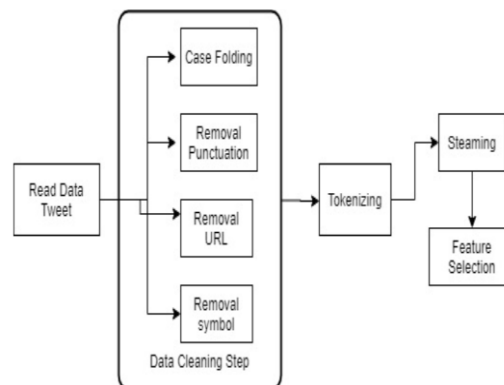 Case Folding
Removal
Punctuation
Read Data
Tweet
Removal
URL
Removal
symbol
Data Cleaning Step
Tokenizing
Steaming
Feature
Selection